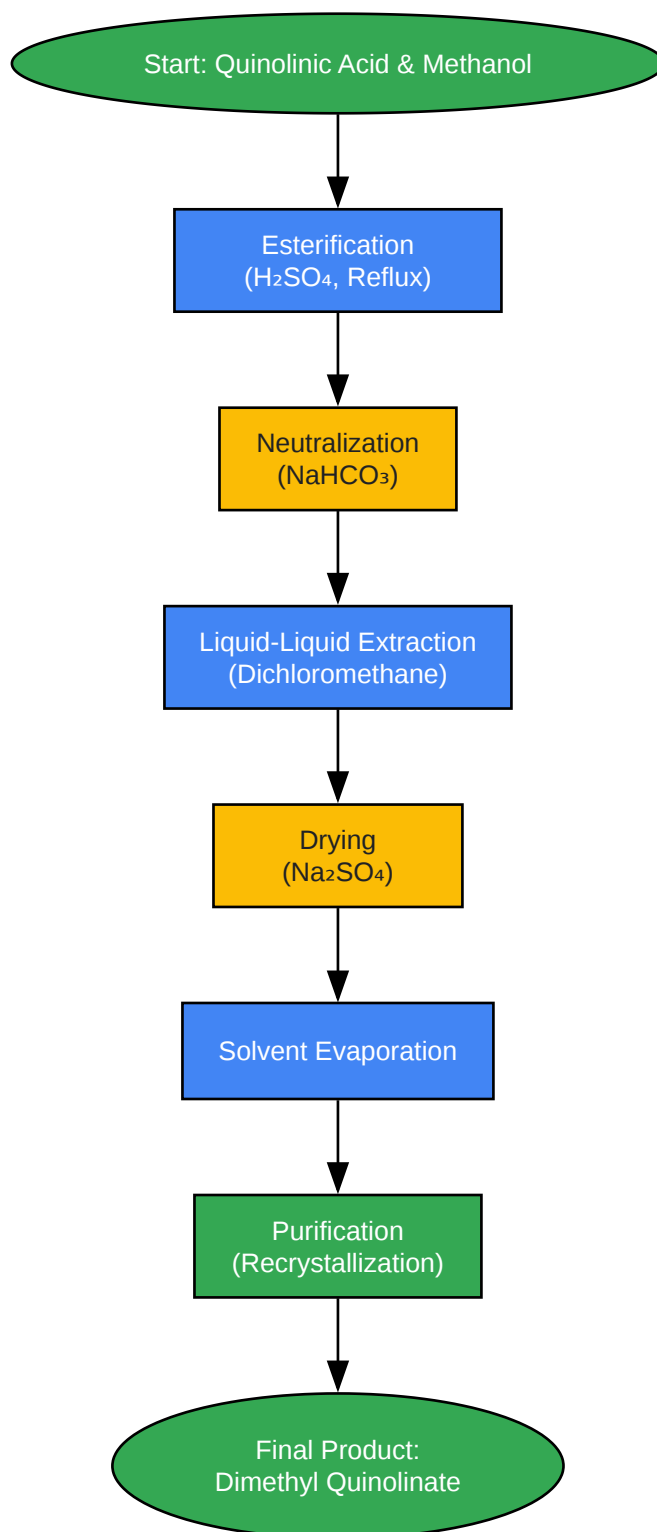 Start: Quinolinic Acid & Methanol
Esterification
(H₂SO₄, Reflux)
Neutralization
(NaHCO₃)
Liquid-Liquid Extraction
(Dichloromethane)
Drying
(Na₂SO₄)
Solvent Evaporation
Purification
(Recrystallization)
Final Product:
Dimethyl Quinolinate